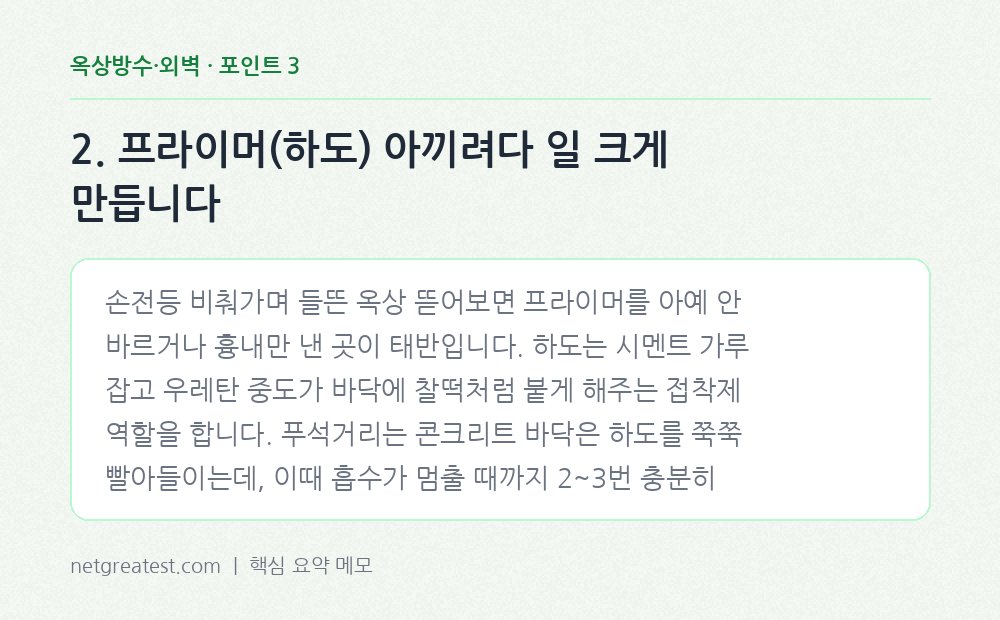 옥상방수·외벽 · 포인트 3
2. 프라이머(하도) 아끼려다 일 크게
만듭니다
손전등 비춰가며 들뜬 옥상 뜯어보면 프라이머를 아예 안
바르거나 흉내만 낸 곳이 태반입니다. 하도는 시멘트 가루
잡고 우레탄 중도가 바닥에 찰떡처럼 붙게 해주는 접착제
역할을 합니다. 푸석거리는 콘크리트 바닥은 하도를 쭉쭉
빨아들이는데, 이때 흡수가 멈출 때까지 2~3번 충분히
netgreatest.com | 핵심 요약 메모